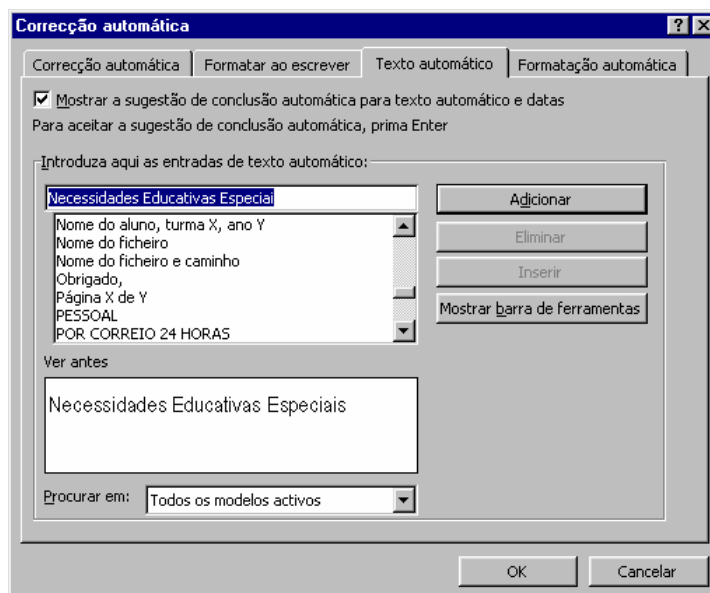 Correcção automática
Correcção automática
Formatar ao escrever
Texto automático
Formatação automática
Mostrar a sugestão de conclusão automática para texto automático e datas
Para aceitar a sugestão de conclusão automática, prima Enter
Introduza aqui as entradas de texto automático:
Necessidades Educativas Especiai
Adicionar
Nome do aluno, turma X, ano Y
Nome do ficheiro
Nome do ficheiro e caminho
Obrigado,
Página X de Y
PESSOAL
POR CORREIO 24 HORAS
Eliminar
Inserir
Mostrar barra de ferramentas
Ver antes
Necessidades Educativas Especiais
Procurar em:
Todos os modelos activos
OK
Cancelar